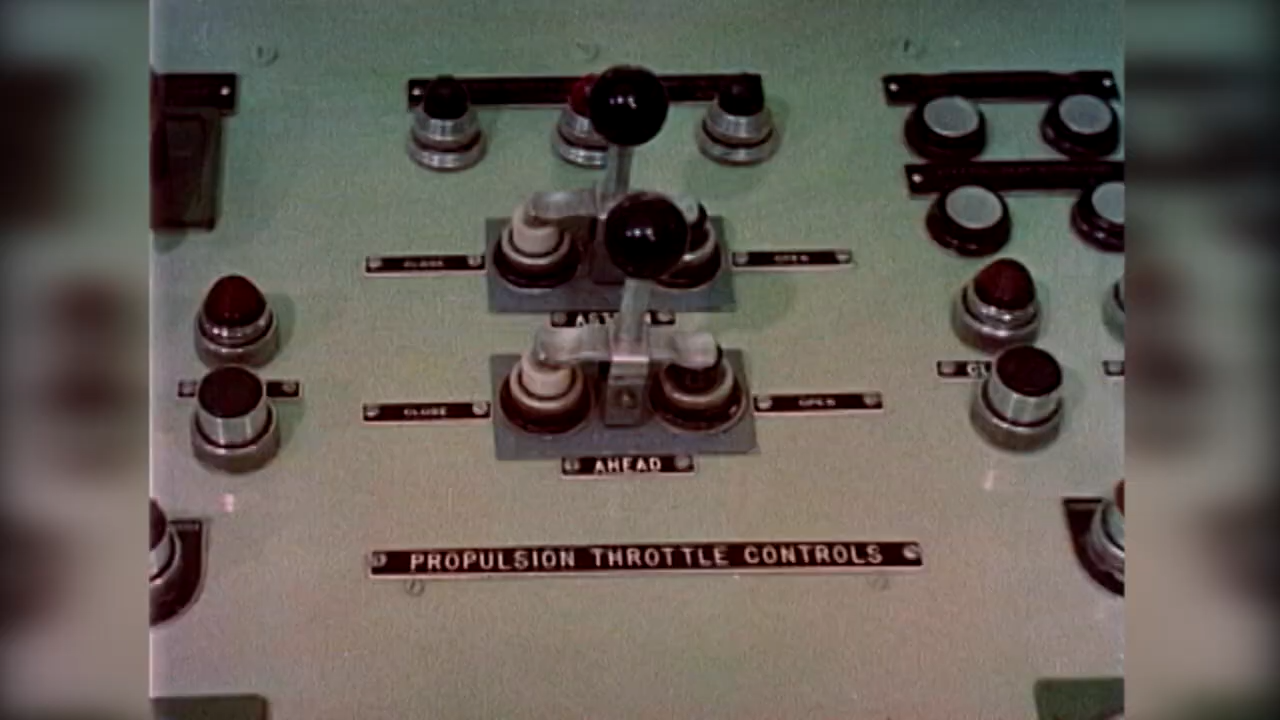 CLOSE
OPEN
CLOSE
OPEN
AHEAD
PROPULSION THROTTLE CONTROLS